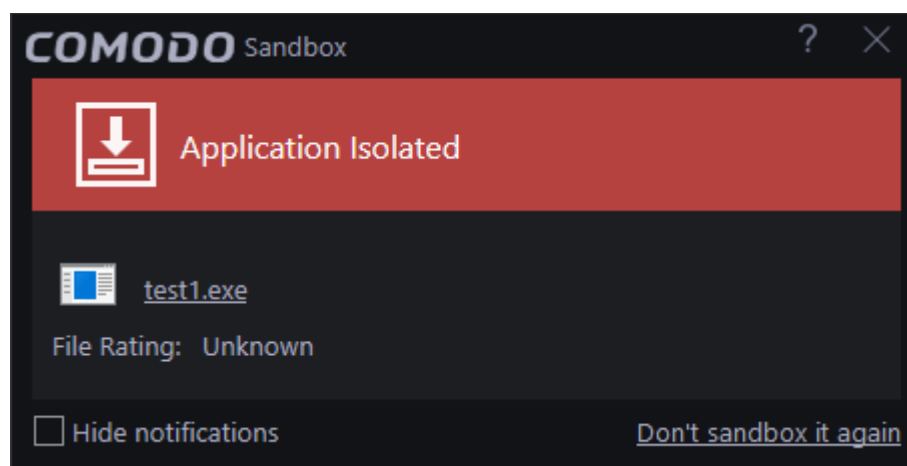 COMODO Sandbox ?
Application Isolated
test1.exe
File Rating: Unknown
Hide notifications Don't sandbox it again